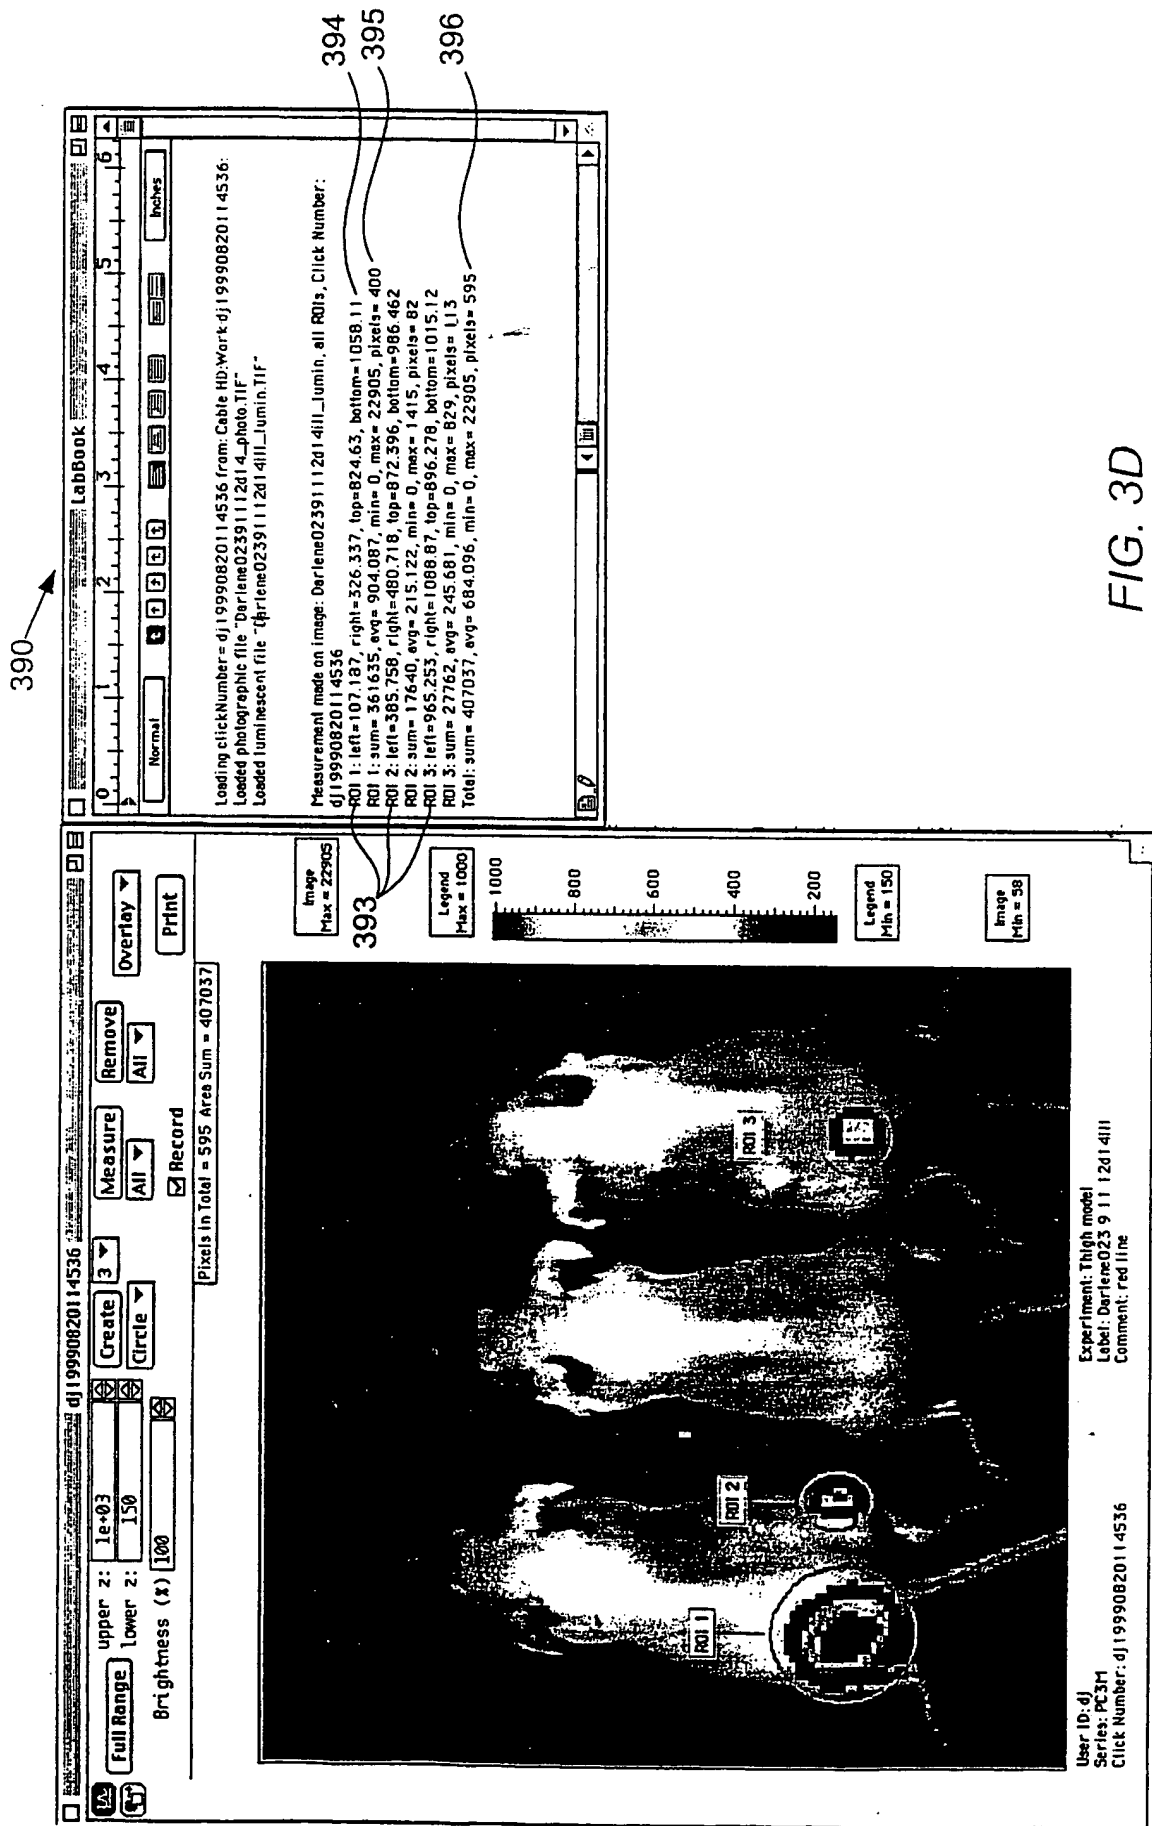 390
dj19990820114536
Full Range
upper z: 1e+03
lower z: 150
Brightness (%) 100
Create 3
Circle
Measure
All
Record
Remove
All
Overlay
Print
Pixels in Total = 595 Area Sum = 407037
ROI 1
ROI 2
ROI 3
Image
Max = 22905
Legend
Max = 1000
1000
800
600
400
200
Legend
Min = 150
Image
Min = 58
User ID: dj
Series: PC3M
Click Number: dj19990820114536
Experiment: Thigh model
Label: Darlene023 9 11 12d14ill
Comment: red line
LabBook
0 1 2 3 4 5 6
Normal
Inches
Loading clickNumber = dj19990820114536 from: Cable HD:Work:dj19990820114536:
Loaded photographic file "Darlene02391112d14_photo.TIF"
Loaded luminescent file "Darlene02391112d14ill_lumin.TIF"
Measurement made on image: Darlene02391112d14ill_lumin, all ROIs, Click Number:
dj19990820114536
ROI 1: left=107.187, right=326.337, top=824.63, bottom=1058.11
ROI 1: sum= 361635, avg= 904.087, min= 0, max= 22905, pixels= 400
ROI 2: left=385.758, right=480.718, top=872.396, bottom=986.462
ROI 2: sum= 17640, avg= 215.122, min= 0, max= 1415, pixels= 82
ROI 3: left=965.253, right=1088.87, top=896.278, bottom=1015.12
ROI 3: sum= 27762, avg= 245.681, min= 0, max= 829, pixels= 113
Total: sum= 407037, avg= 684.096, min= 0, max= 22905, pixels= 595
393
394
395
396
FIG. 3D